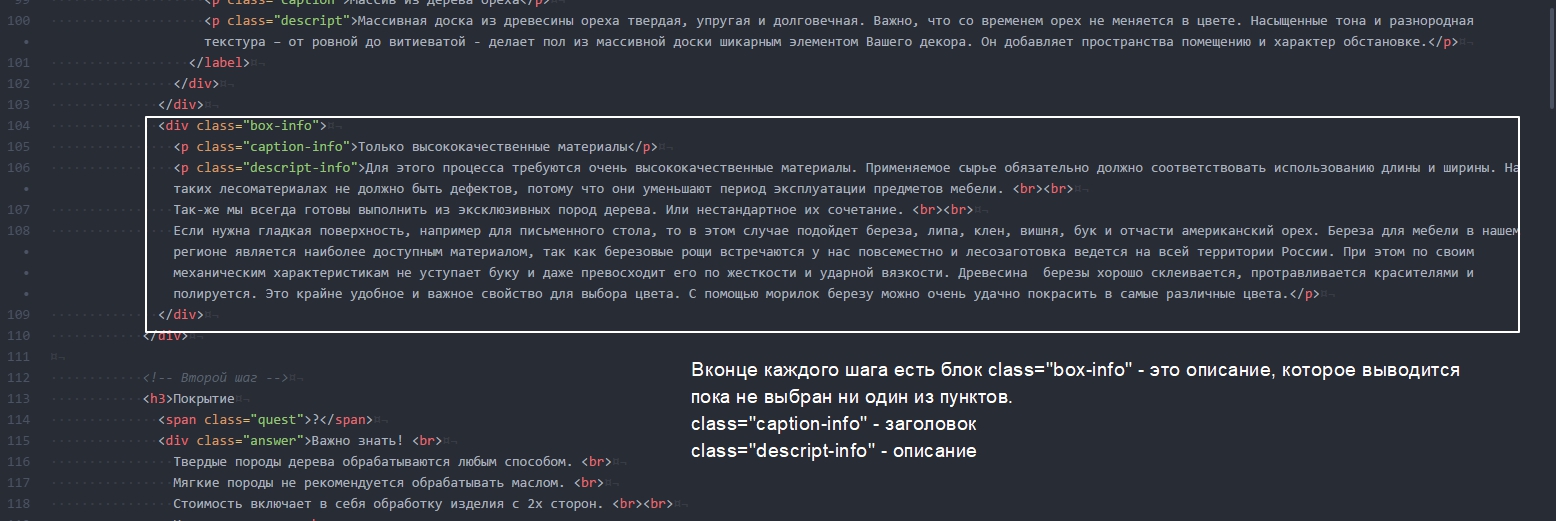 99 <p class="caption">Массив из дерева ореха</p>
100 <p class="descript">Массивная доска из древесины ореха твердая, упругая и долговечная. Важно, что со временем орех не меняется в цвете. Насыщенные тона и разнородная
• текстура – от ровной до витиеватой - делает пол из массивной доски шикарным элементом Вашего декора. Он добавляет пространства помещению и характер обстановке.</p>
101 </label>
102 </div>
103 </div>
104 <div class="box-info">
105 <p class="caption-info">Только высококачественные материалы</p>
106 <p class="descript-info">Для этого процесса требуются очень высококачественные материалы. Применяемое сырье обязательно должно соответствовать использованию длины и ширины. На
• таких лесоматериалах не должно быть дефектов, потому что они уменьшают период эксплуатации предметов мебели. <br><br>
107 Так-же мы всегда готовы выполнить из эксклюзивных пород дерева. Или нестандартное их сочетание. <br><br>
108 Если нужна гладкая поверхность, например для письменного стола, то в этом случае подойдет береза, липа, клен, вишня, бук и отчасти американский орех. Береза для мебели в нашем
• регионе является наиболее доступным материалом, так как березовые рощи встречаются у нас повсеместно и лесозаготовка ведется на всей территории России. При этом по своим
• механическим характеристикам не уступает буку и даже превосходит его по жесткости и ударной вязкости. Древесина  березы хорошо склеивается, протравливается красителями и
• полируется. Это крайне удобное и важное свойство для выбора цвета. С помощью морилок березу можно очень удачно покрасить в самые различные цвета.</p>
109 </div>
110 </div>
111
112 <!-- Второй шаг -->
113 <h3>Покрытие
114 <span class="quest">?</span>
115 <div class="answer">Важно знать! <br>
116 Твердые породы дерева обрабатываются любым способом. <br>
117 Мягкие породы не рекомендуется обрабатывать маслом. <br>
118 Стоимость включает в себя обработку изделия с 2х сторон. <br><br>
Вконце каждого шага есть блок class="box-info" - это описание, которое выводится
пока не выбран ни один из пунктов.
class="caption-info" - заголовок
class="descript-info" - описание